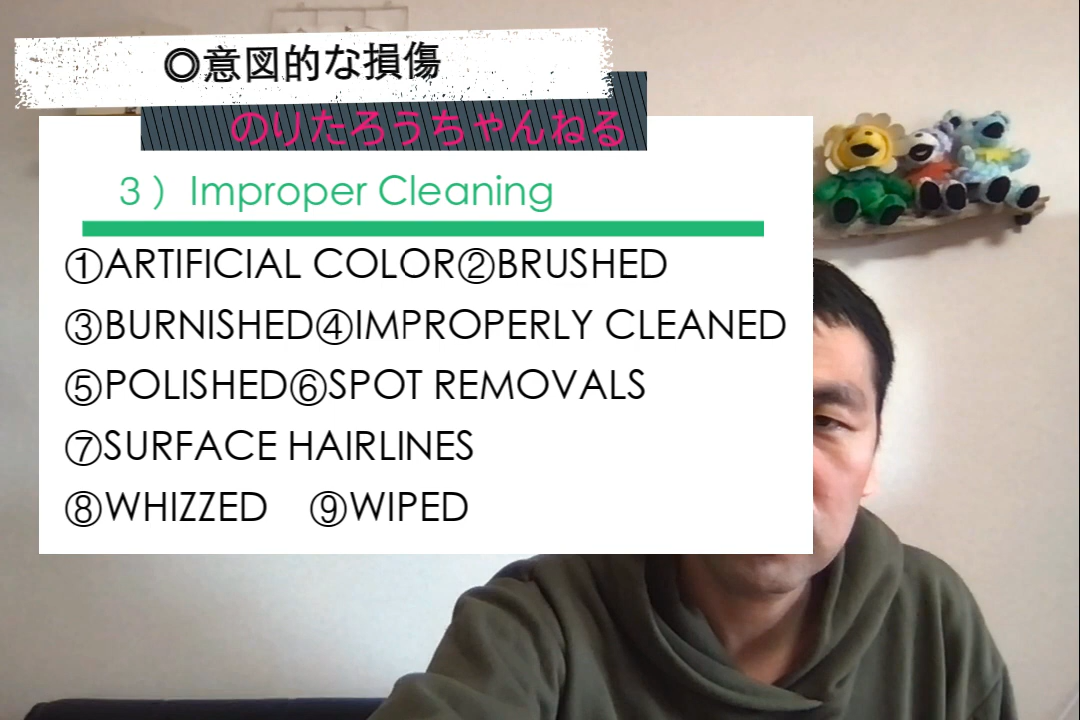 ◎意図的な損傷
のりたろうちゃんねる
3）Improper Cleaning
①ARTIFICIAL COLOR②BRUSHED
③BURNISHED④IMPROPERLY CLEANED
⑤POLISHED⑥SPOT REMOVALS
⑦SURFACE HAIRLINES
⑧WHIZZED　⑨WIPED